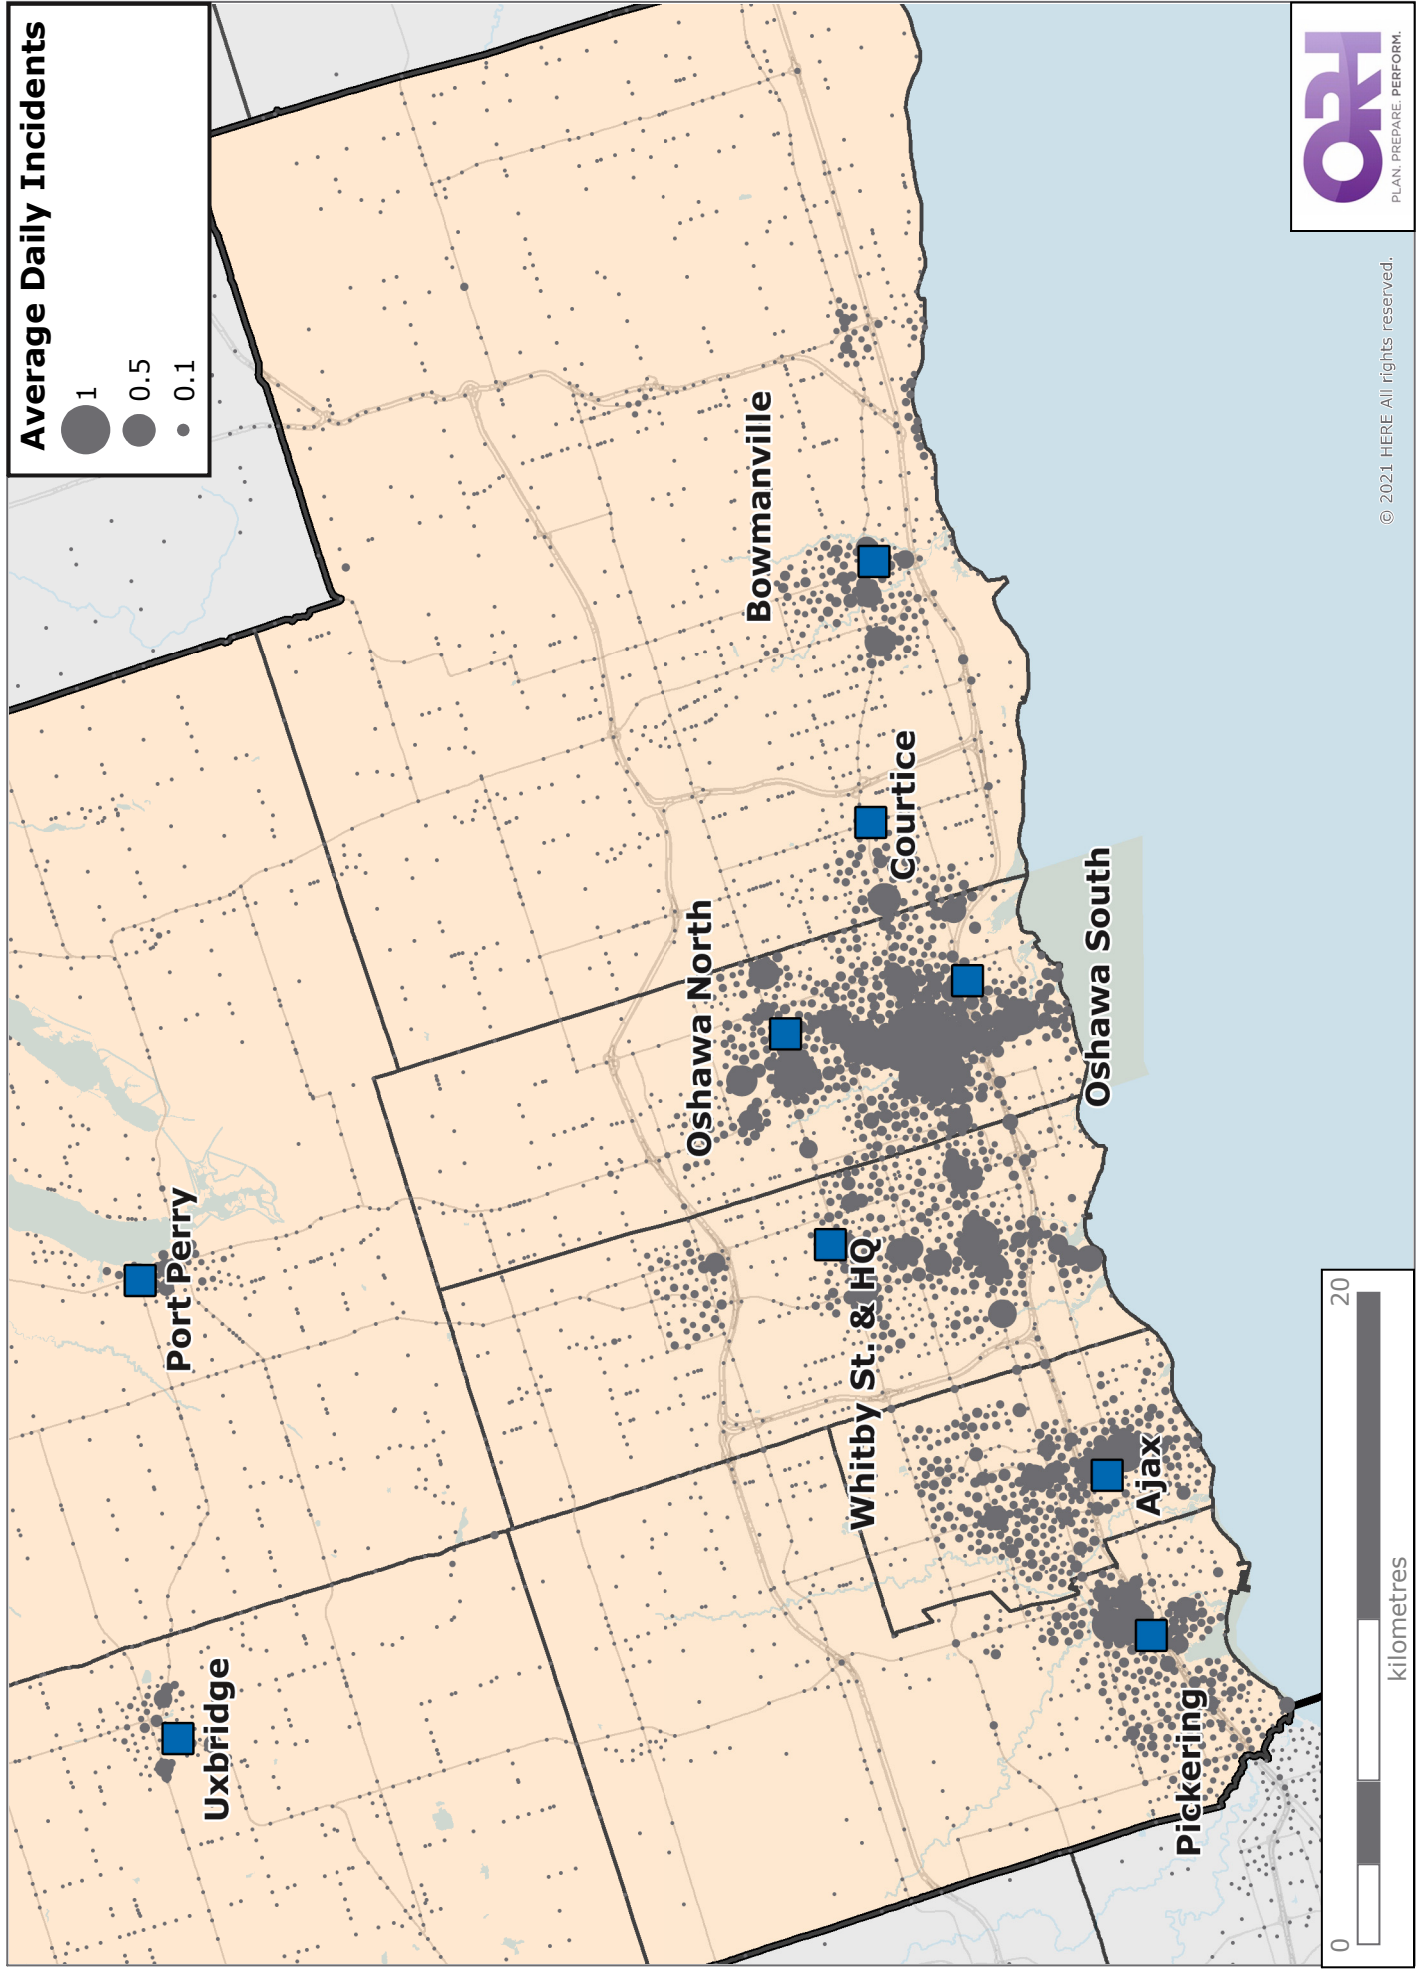 Average Daily Incidents
1
0.5
0.1
Uxbridge
Port Perry
Oshawa North
Bowmanville
Whitby St. & HQ
Courtice
Pickering
Ajax
Oshawa South
0
20
kilometres
© 2021 HERE All rights reserved.
ORH
PLAN. PREPARE. PERFORM.